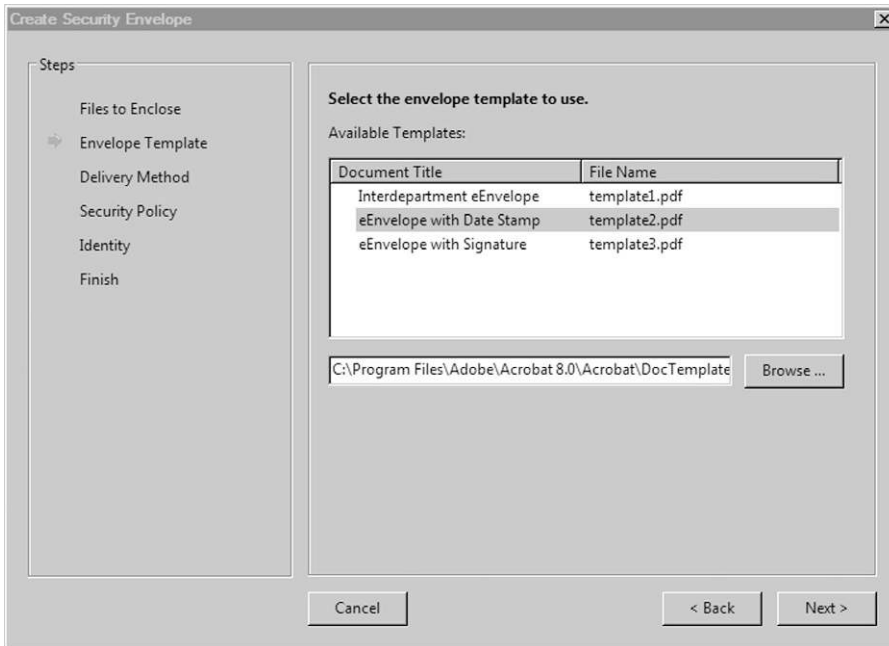 Create Security Envelope
Steps
Files to Enclose
Envelope Template
Delivery Method
Security Policy
Identity
Finish
Select the envelope template to use.
Available Templates:
Document Title File Name
Interdepartment eEnvelope template1.pdf
eEnvelope with Date Stamp template2.pdf
eEnvelope with Signature template3.pdf
C:\Program Files\Adobe\Acrobat 8.0\Acrobat\DocTemplate
Browse ...
Cancel
< Back
Next >